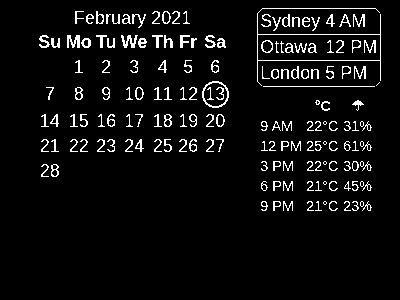 February 2021
Su Mo Tu We Th Fr Sa
1 2 3 4 5 6
7 8 9 10 11 12 13
14 15 16 17 18 19 20
21 22 23 24 25 26 27
28
Sydney 4 AM
Ottawa 12 PM
London 5 PM
°C ☂
9 AM 22°C 31%
12 PM 25°C 61%
3 PM 22°C 30%
6 PM 21°C 45%
9 PM 21°C 23%